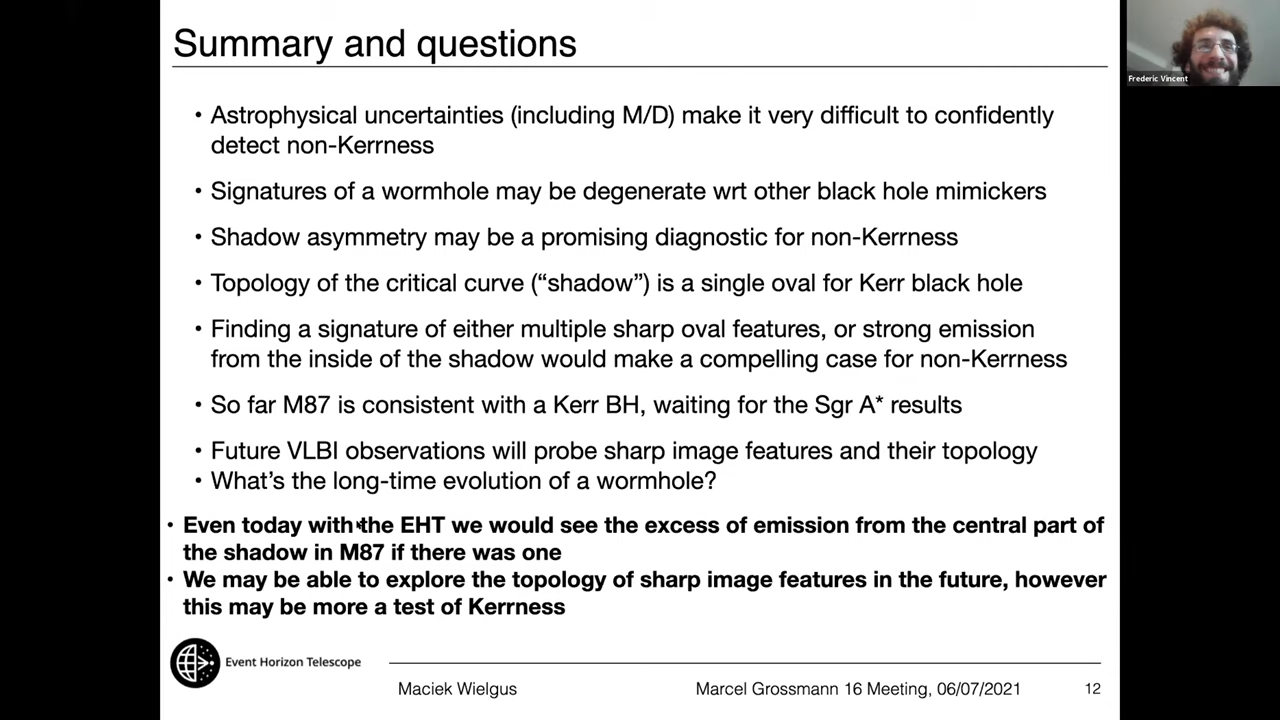 Summary and questions
Frederic Vincent
• Astrophysical uncertainties (including M/D) make it very difficult to confidently
detect non-Kerrness
• Signatures of a wormhole may be degenerate wrt other black hole mimickers
• Shadow asymmetry may be a promising diagnostic for non-Kerrness
• Topology of the critical curve (“shadow”) is a single oval for Kerr black hole
• Finding a signature of either multiple sharp oval features, or strong emission
from the inside of the shadow would make a compelling case for non-Kerrness
• So far M87 is consistent with a Kerr BH, waiting for the Sgr A* results
• Future VLBI observations will probe sharp image features and their topology
• What’s the long-time evolution of a wormhole?
• Even today with the EHT we would see the excess of emission from the central part of
the shadow in M87 if there was one
• We may be able to explore the topology of sharp image features in the future, however
this may be more a test of Kerrness
Event Horizon Telescope
Maciek Wielgus
Marcel Grossmann 16 Meeting, 06/07/2021
12